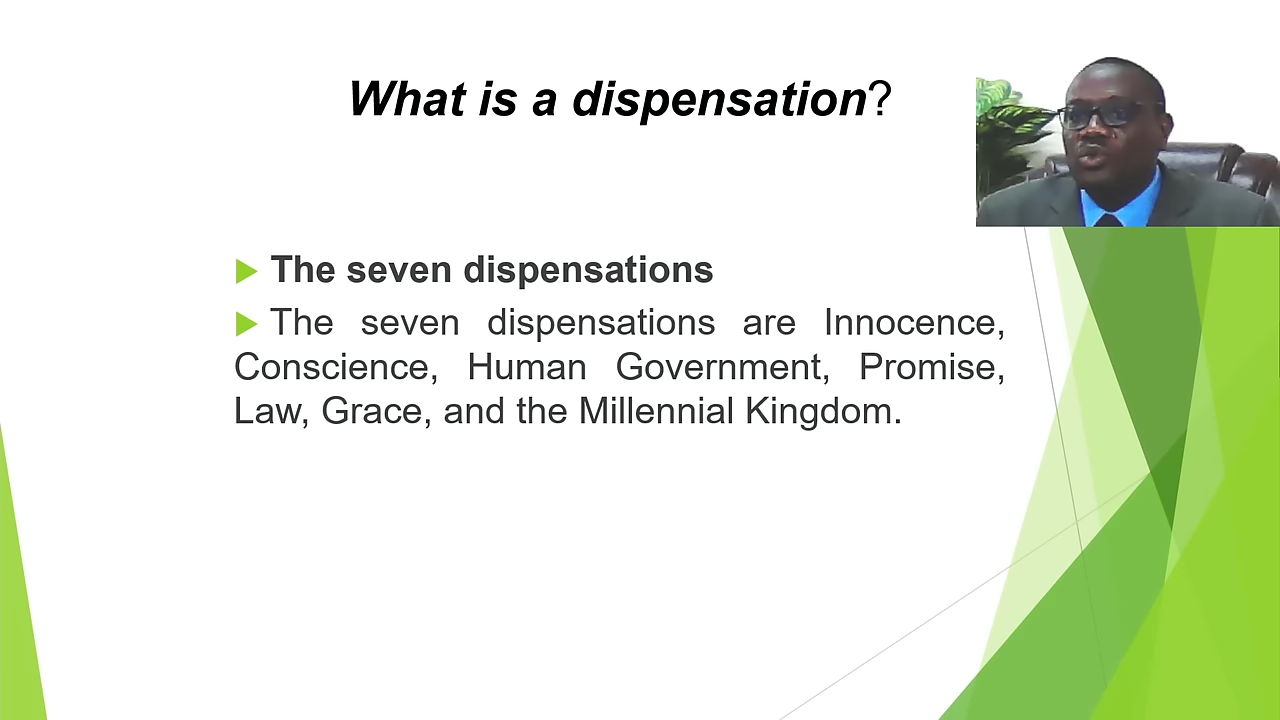 What is a dispensation?
The seven dispensations
The seven dispensations are Innocence,
Conscience, Human Government, Promise,
Law, Grace, and the Millennial Kingdom.